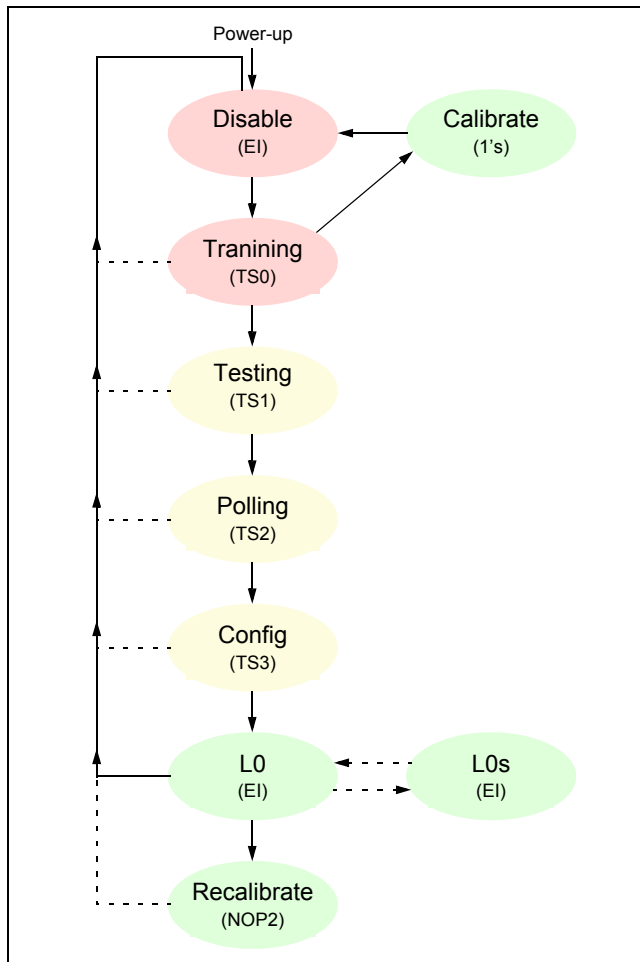 Power-up
Disable
(EI)
Calibrate
(1's)
Tranining
(TS0)
Testing
(TS1)
Polling
(TS2)
Config
(TS3)
L0
(EI)
L0s
(EI)
Recalibrate
(NOP2)